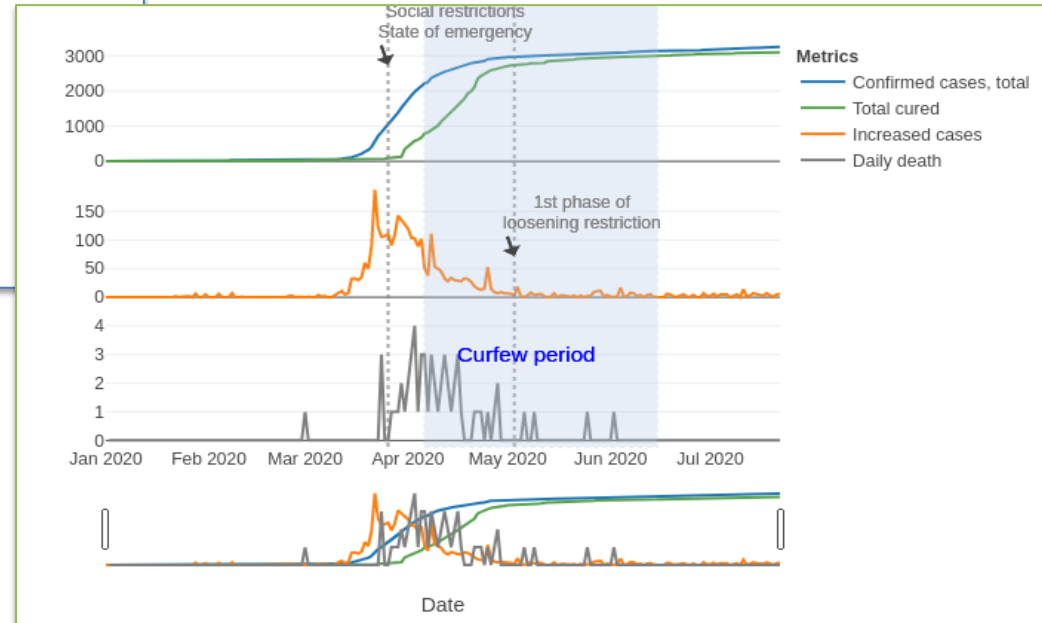 Social restrictions
State of emergency
3000
2000
1000
0
Metrics
Confirmed cases, total
Total cured
Increased cases
Daily death
150
100
50
0
1st phase of
loosening restriction
4
3
2
1
0
Curfew period
Jan 2020 Feb 2020 Mar 2020 Apr 2020 May 2020 Jun 2020 Jul 2020
Date